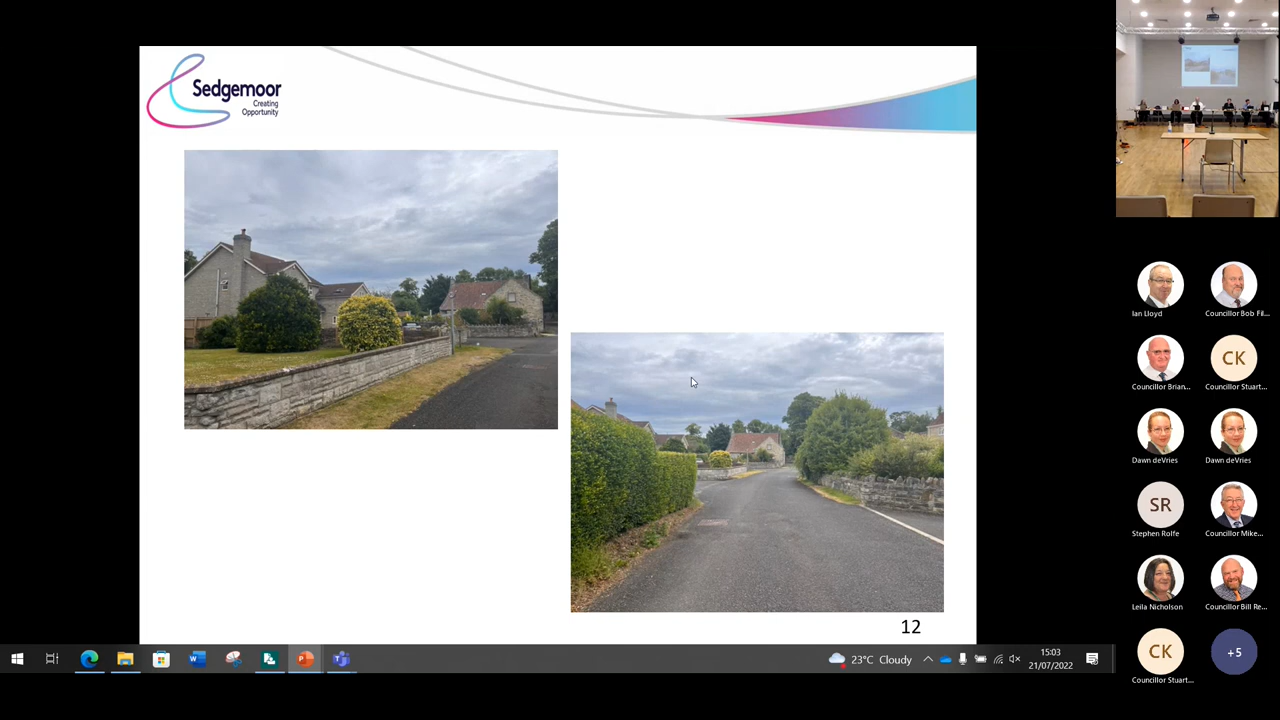 Sedgemoor
Creating
Opportunity
12
23°C Cloudy
15:03
21/07/2022
Ian Lloyd
Councillor Bob Fil...
Councillor Brian...
CK
Councillor Stuart...
Dawn deVries
Dawn deVries
SR
Stephen Rolfe
Councillor Mike...
Leila Nicholson
Councillor Bill Re...
CK
Councillor Stuart...
+5